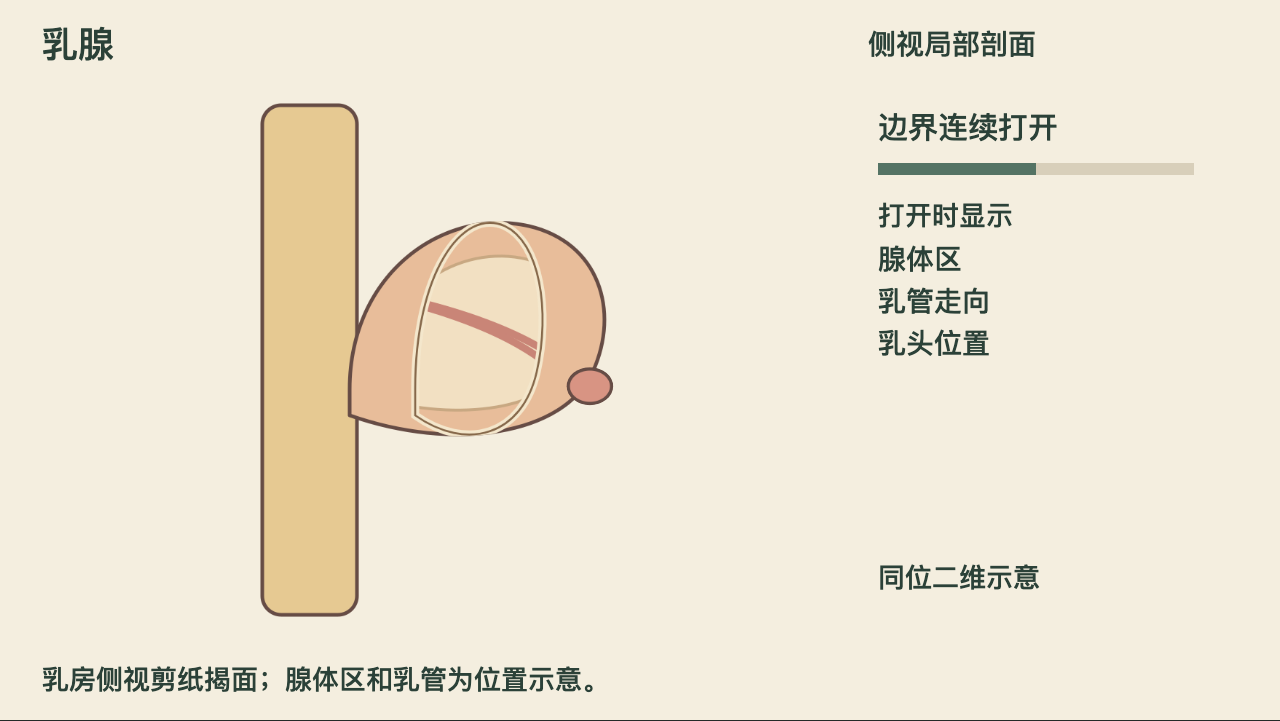 乳腺
侧视局部剖面
边界连续打开
打开时显示
腺体区
乳管走向
乳头位置
同位二维示意
乳房侧视剪纸揭面；腺体区和乳管为位置示意。